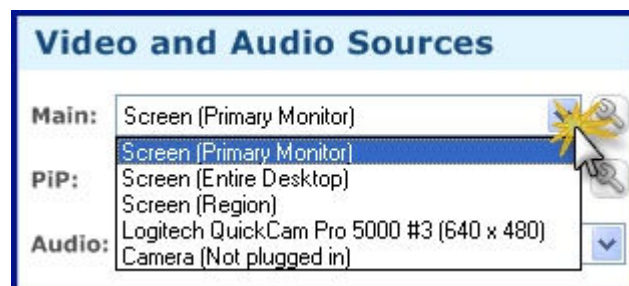 Video and Audio Sources
Main: Screen (Primary Monitor)
Screen (Primary Monitor)
PiP: Screen (Entire Desktop)
Screen (Region)
Audio: Logitech QuickCam Pro 5000 #3 (640 x 480)
Camera (Not plugged in)